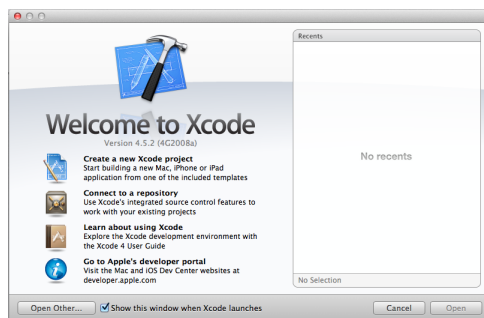 Recents
Welcome to Xcode
Version 4.5.2 (4G2008a)
No recents
Create a new Xcode project
Start building a new Mac, iPhone or iPad
application from one of the included templates
Connect to a repository
Use Xcode's integrated source control features to
work with your existing projects
Learn about using Xcode
Explore the Xcode development environment with
the Xcode 4 User Guide
Go to Apple's developer portal
Visit the Mac and iOS Dev Center websites at
developer.apple.com
No Selection
Open Other...
Show this window when Xcode launches
Cancel
Open